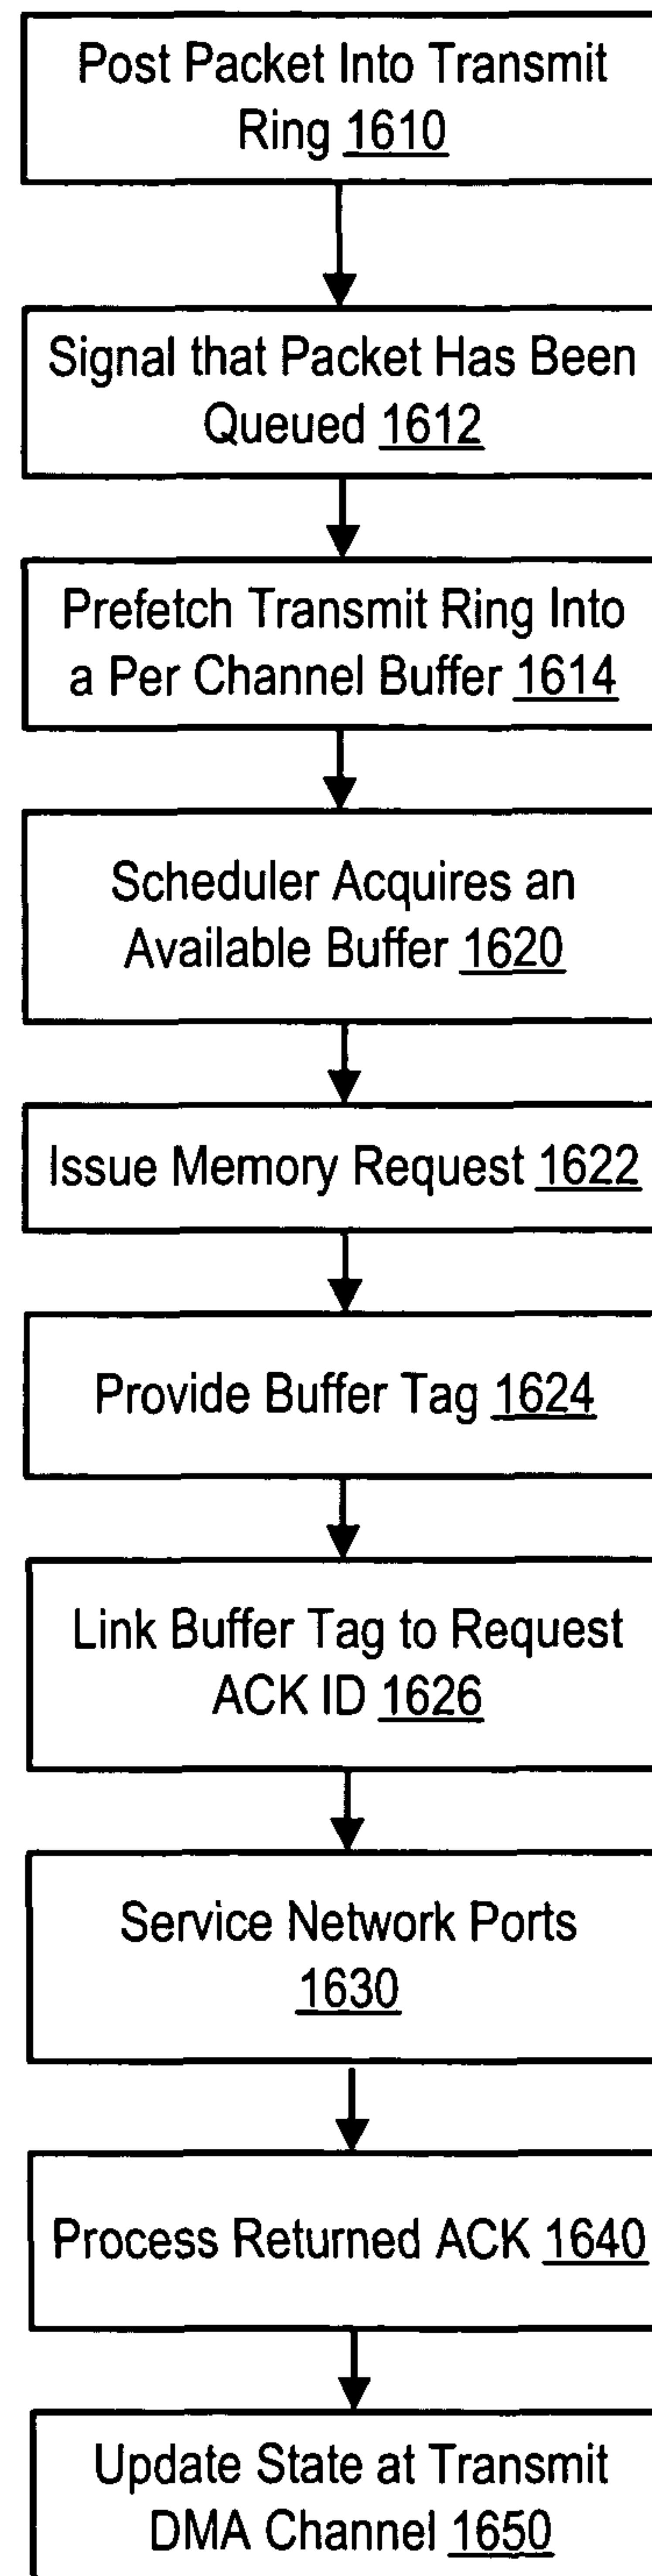 Post Packet Into Transmit
Ring 1610
Signal that Packet Has Been
Queued 1612
Prefetch Transmit Ring Into
a Per Channel Buffer 1614
Scheduler Acquires an
Available Buffer 1620
Issue Memory Request 1622
Provide Buffer Tag 1624
Link Buffer Tag to Request
ACK ID 1626
Service Network Ports
1630
Process Returned ACK 1640
Update State at Transmit
DMA Channel 1650